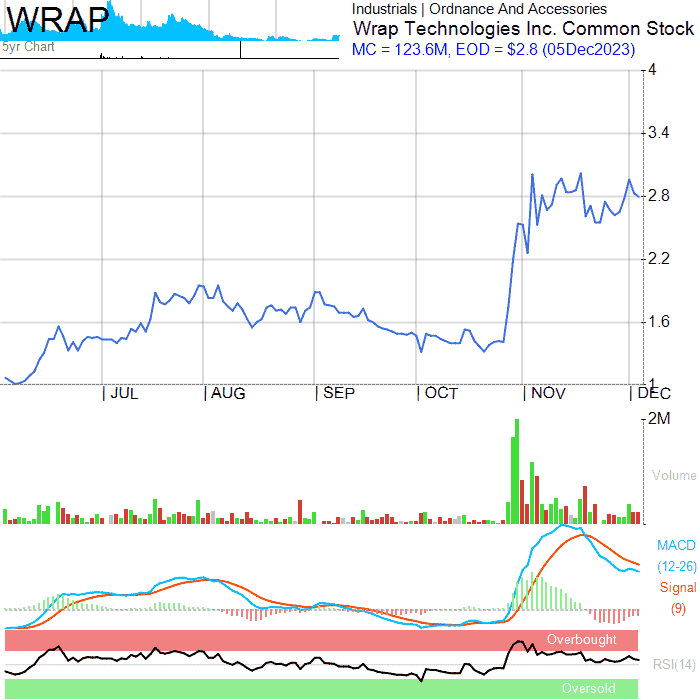 WRAP
5yr Chart
Industrials | Ordnance And Accessories
Wrap Technologies Inc. Common Stock
MC = 123.6M, EOD = $2.8 (05Dec2023)
4
3.4
2.8
2.2
1.6
1
| JUL | AUG | SEP | OCT | NOV | DEC
2M
Volume
MACD
(12-26)
Signal
(9)
Overbought
RSI(14)
Oversold